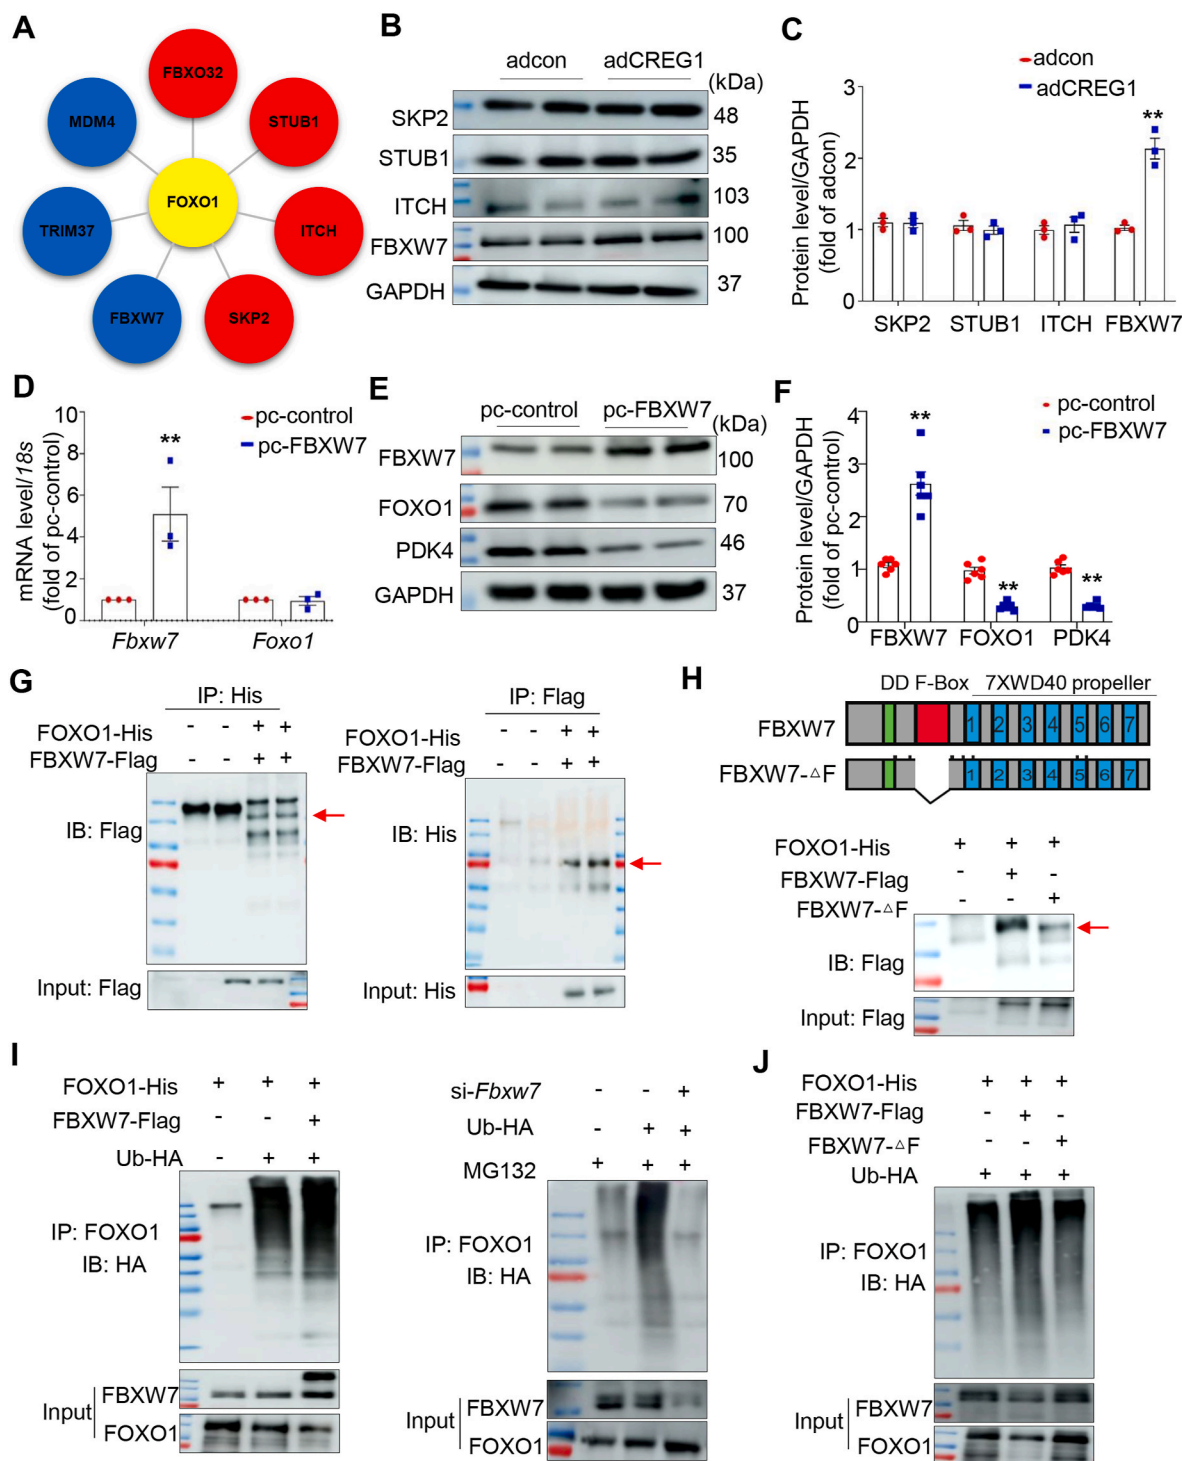 A
FBXO32
MDM4
STUB1
FOXO1
TRIM37
ITCH
FBXW7
SKP2
B
adcon adCREG1
(kDa)
SKP2 48
STUB1 35
ITCH 103
FBXW7 100
GAPDH 37
C
adcon
adCREG1
Protein level/GAPDH
(fold of adcon)
3
2
1
0
**
SKP2 STUB1 ITCH FBXW7
D
pc-control
pc-FBXW7
mRNA level/18s
(fold of pc-control)
10
8
6
4
2
0
**
Fbxw7 Foxo1
E
pc-control pc-FBXW7
(kDa)
FBXW7 100
FOXO1 70
PDK4 46
GAPDH 37
F
pc-control
pc-FBXW7
Protein level/GAPDH
(fold of pc-control)
4
3
2
1
0
** ** **
FBXW7 FOXO1 PDK4
G
IP: His
FOXO1-His - - + +
FBXW7-Flag - - + +
IB: Flag
Input: Flag
IP: Flag
FOXO1-His - - + +
FBXW7-Flag - - + +
IB: His
Input: His
H
DD F-Box 7XWD40 propeller
FBXW7 1 2 3 4 5 6 7
FBXW7-△F 1 2 3 4 5 6 7
FOXO1-His + + +
FBXW7-Flag - + -
FBXW7-△F - - +
IB: Flag
Input: Flag
I
FOXO1-His + + +
FBXW7-Flag - - +
Ub-HA - + +
IP: FOXO1
IB: HA
Input
FBXW7
FOXO1
si-Fbxw7 - - +
Ub-HA - + +
MG132 + + +
IP: FOXO1
IB: HA
Input
FBXW7
FOXO1
J
FOXO1-His + + +
FBXW7-Flag - + -
FBXW7-△F - - +
Ub-HA + + +
IP: FOXO1
IB: HA
Input
FBXW7
FOXO1